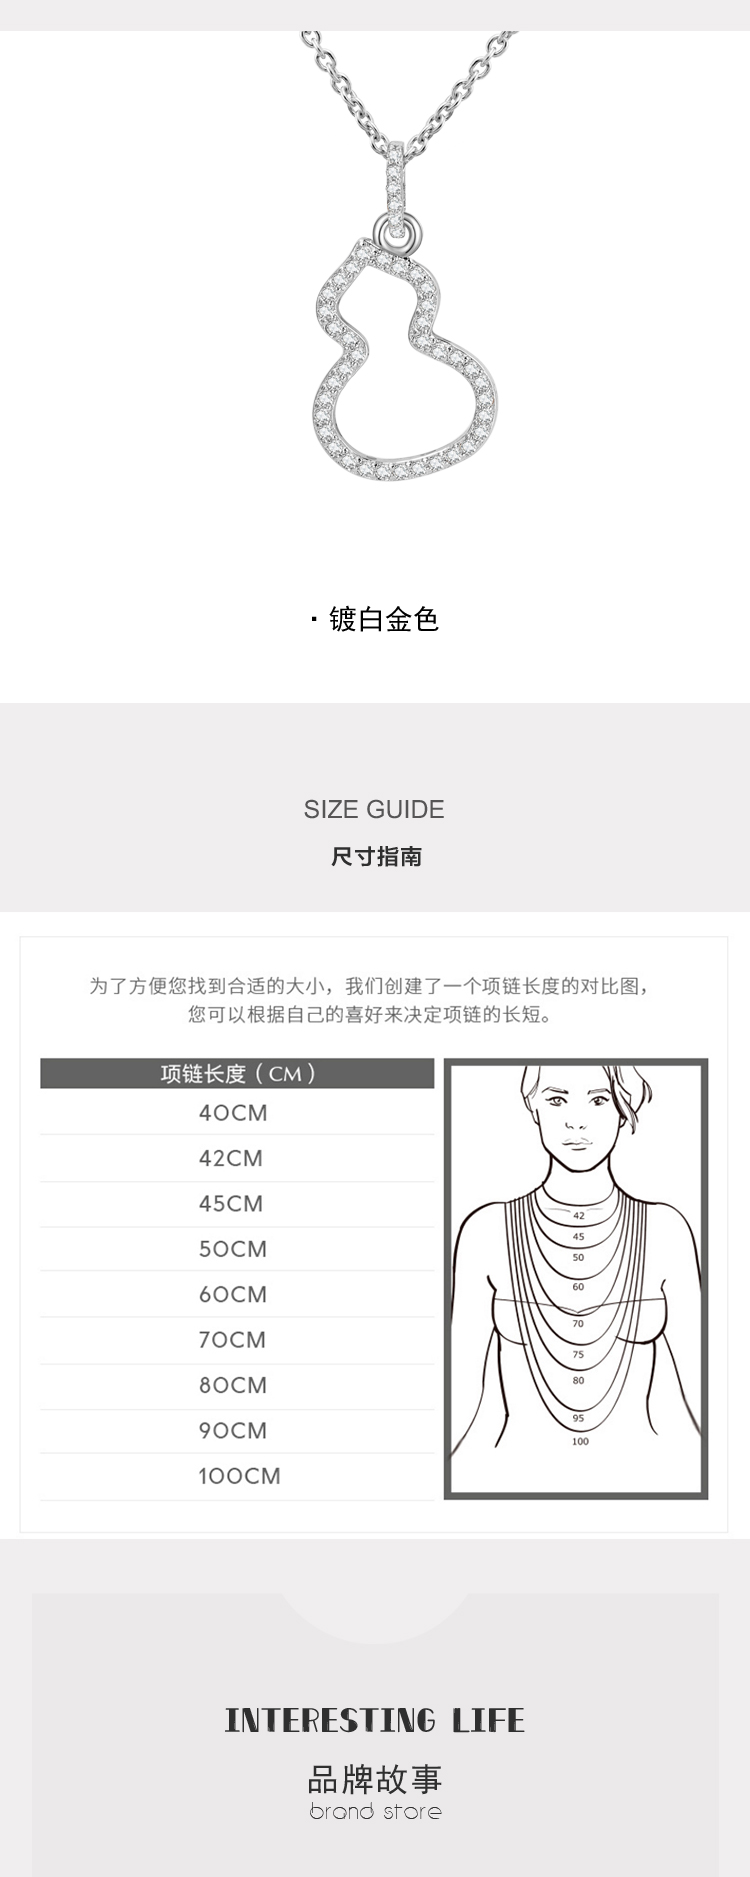 ·镀白金色
SIZE GUIDE
尺寸指南
为了方便您找到合适的大小，我们创建了一个项链长度的对比图，
您可以根据自己的喜好来决定项链的长短。
项链长度（CM）
40CM
42CM
45CM
50CM
60CM
70CM
80CM
90CM
100CM
42
45
50
60
70
75
80
95
100
INTERESTING LIFE
品牌故事
brand store